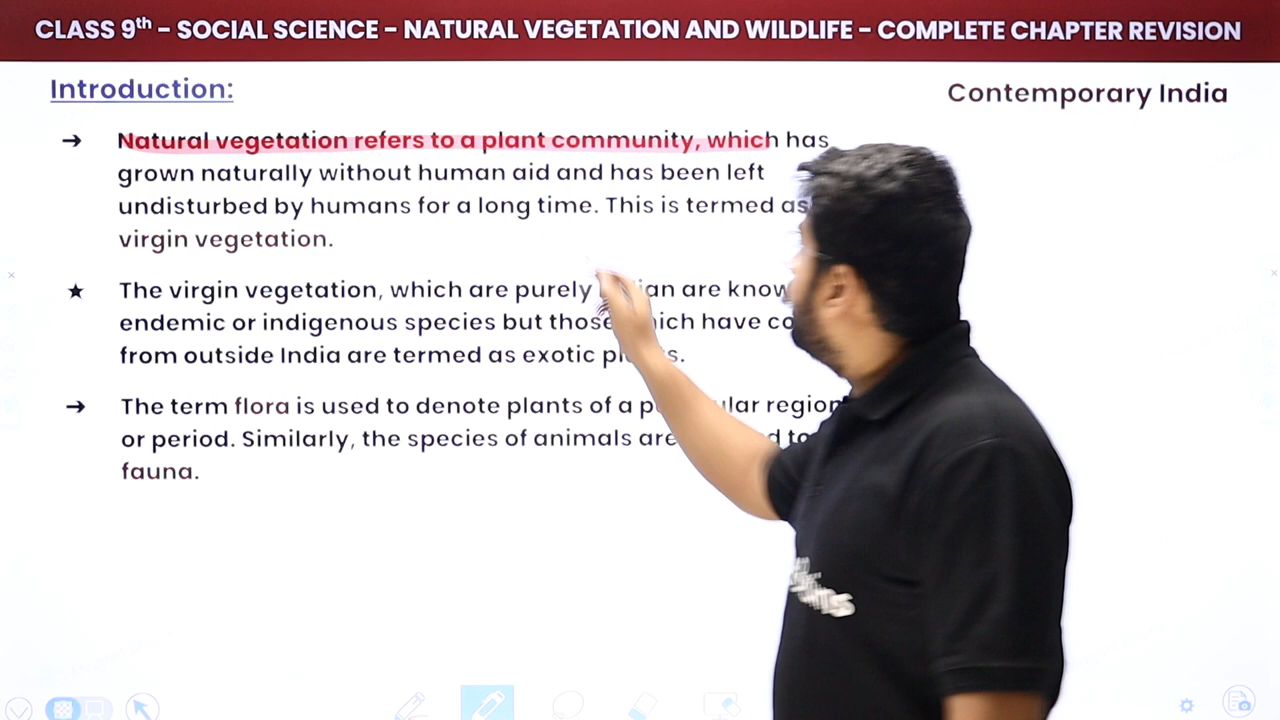 CLASS 9th – SOCIAL SCIENCE – NATURAL VEGETATION AND WILDLIFE – COMPLETE CHAPTER REVISION
Introduction:
Contemporary India
→ Natural vegetation refers to a plant community, which has
grown naturally without human aid and has been left
undisturbed by humans for a long time. This is termed as
virgin vegetation.
★ The virgin vegetation, which are purely are
endemic or indigenous species but those have
from outside India are termed as exotic
→ The term flora is used to denote plants of a region
or period. Similarly, the species of animals are to
fauna.